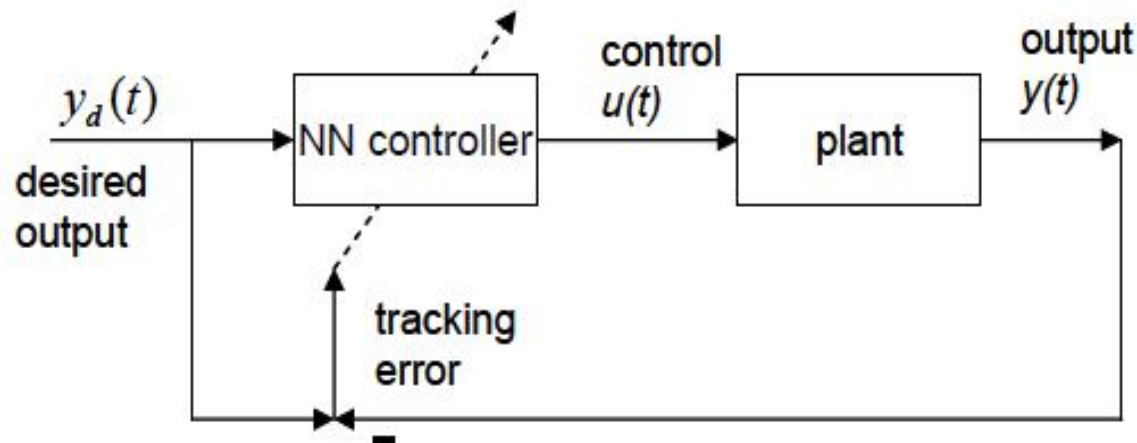 y_d(t)
desired
output
NN controller
control
u(t)
plant
output
y(t)
tracking
error
-